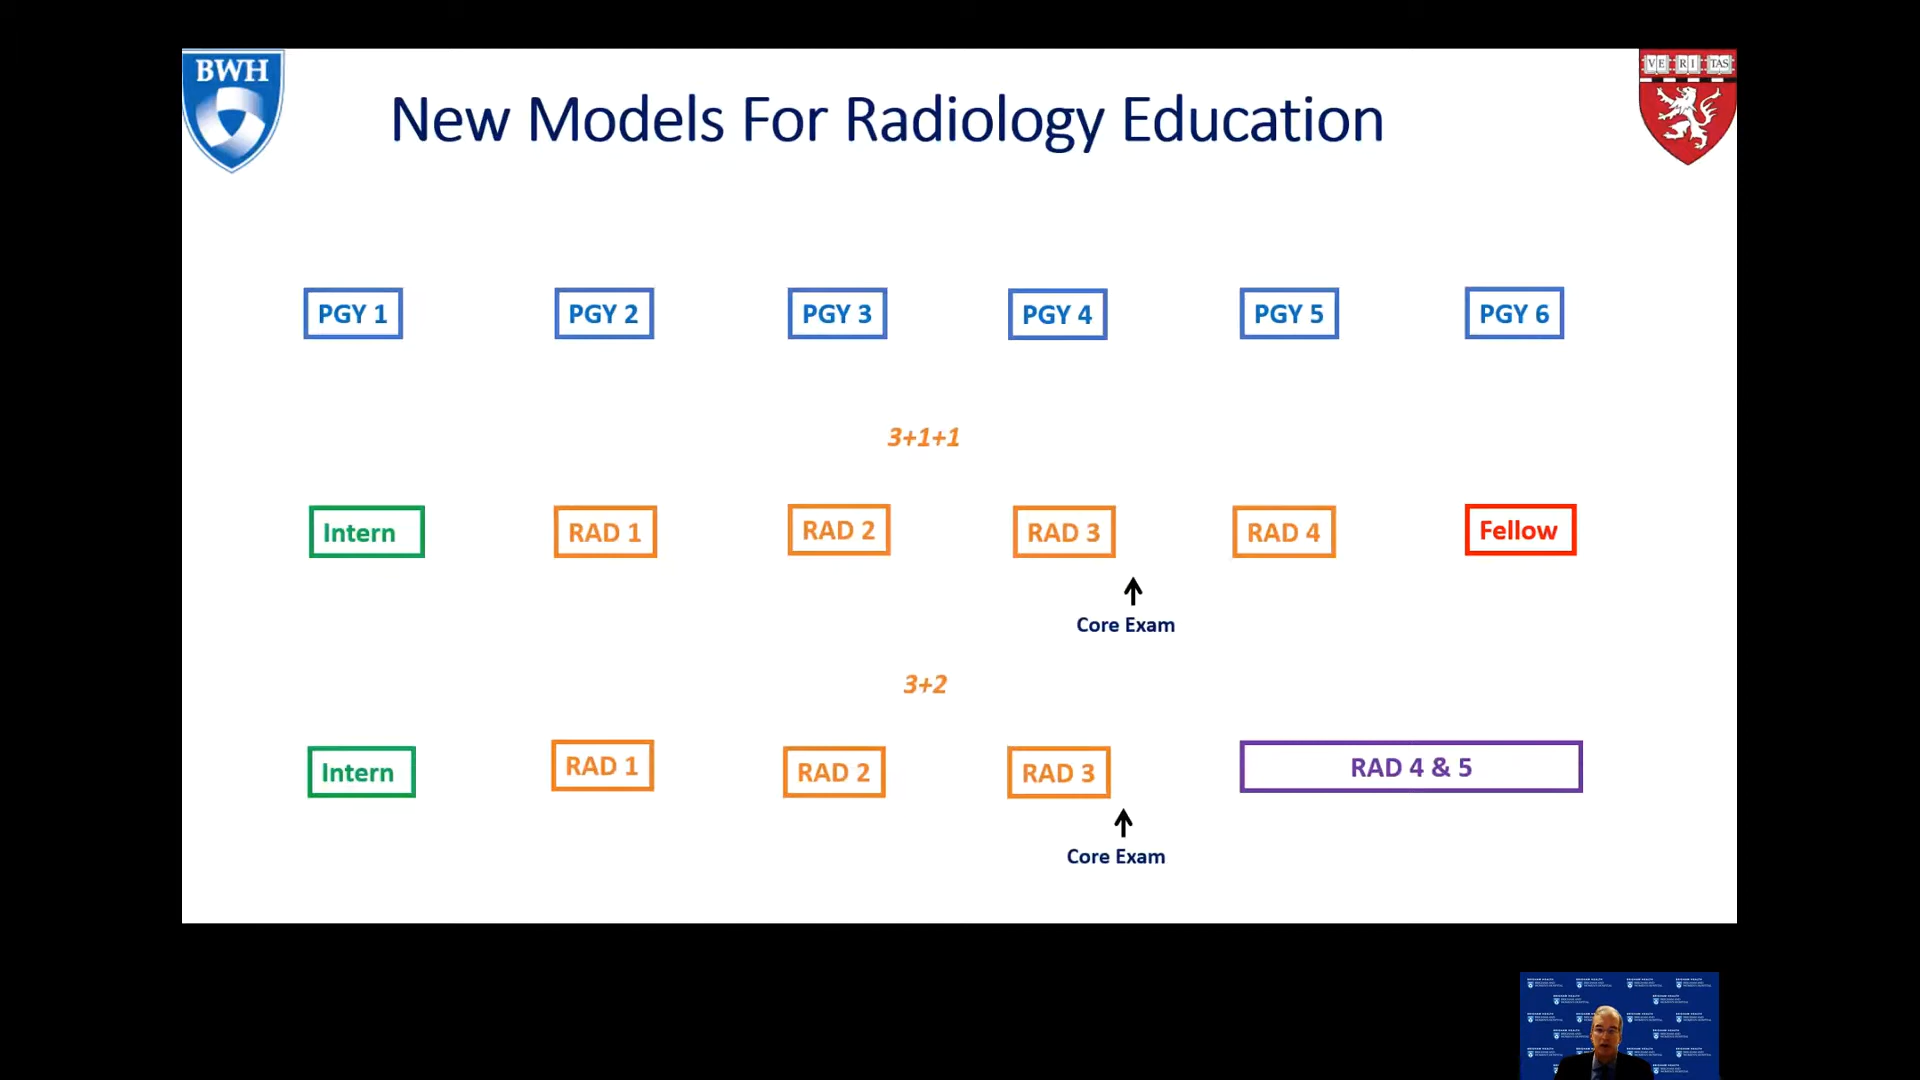 BWH
VE RI TAS
New Models For Radiology Education
PGY 1 PGY 2 PGY 3 PGY 4 PGY 5 PGY 6
3+1+1
Intern RAD 1 RAD 2 RAD 3 RAD 4 Fellow
Core Exam
3+2
Intern RAD 1 RAD 2 RAD 3 RAD 4 & 5
Core Exam